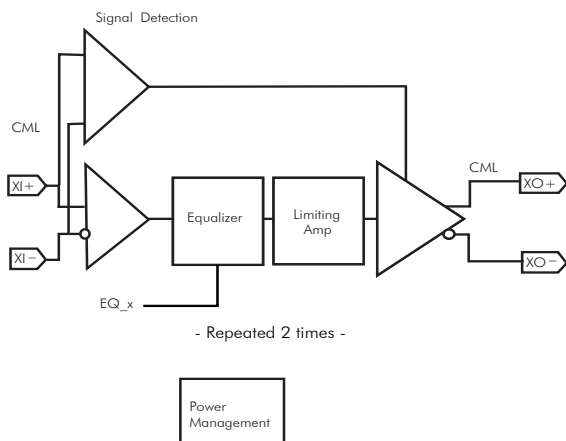 Signal Detection
CML
CML
XI+
XO+
Equalizer
Limiting
Amp
XI−
XO−
EQ_x
- Repeated 2 times -
Power
Management